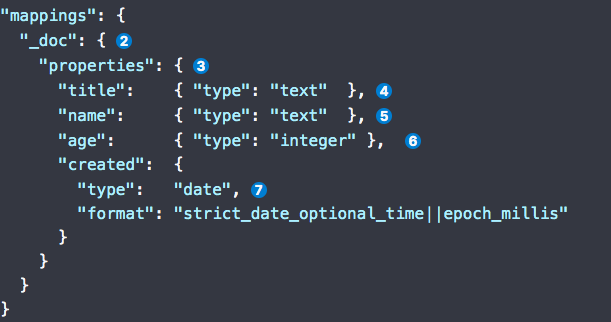 "mappings": {
"_doc": { 2
"properties": { 3
"title":    { "type": "text"  }, 4
"name":     { "type": "text"  }, 5
"age":      { "type": "integer" },  6
"created":  {
"type":   "date", 7
"format": "strict_date_optional_time||epoch_millis"
}
}
}
}